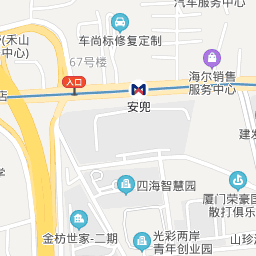 汽车服务
车尚标修复定制
(禾山
中心)
67号楼
海尔销售
服务中心
入口
店
安兜
建发
四海智慧园
学
厦门荣豪国
散打俱乐
金枋世家-二期
光彩两岸
青年创业园
山珍